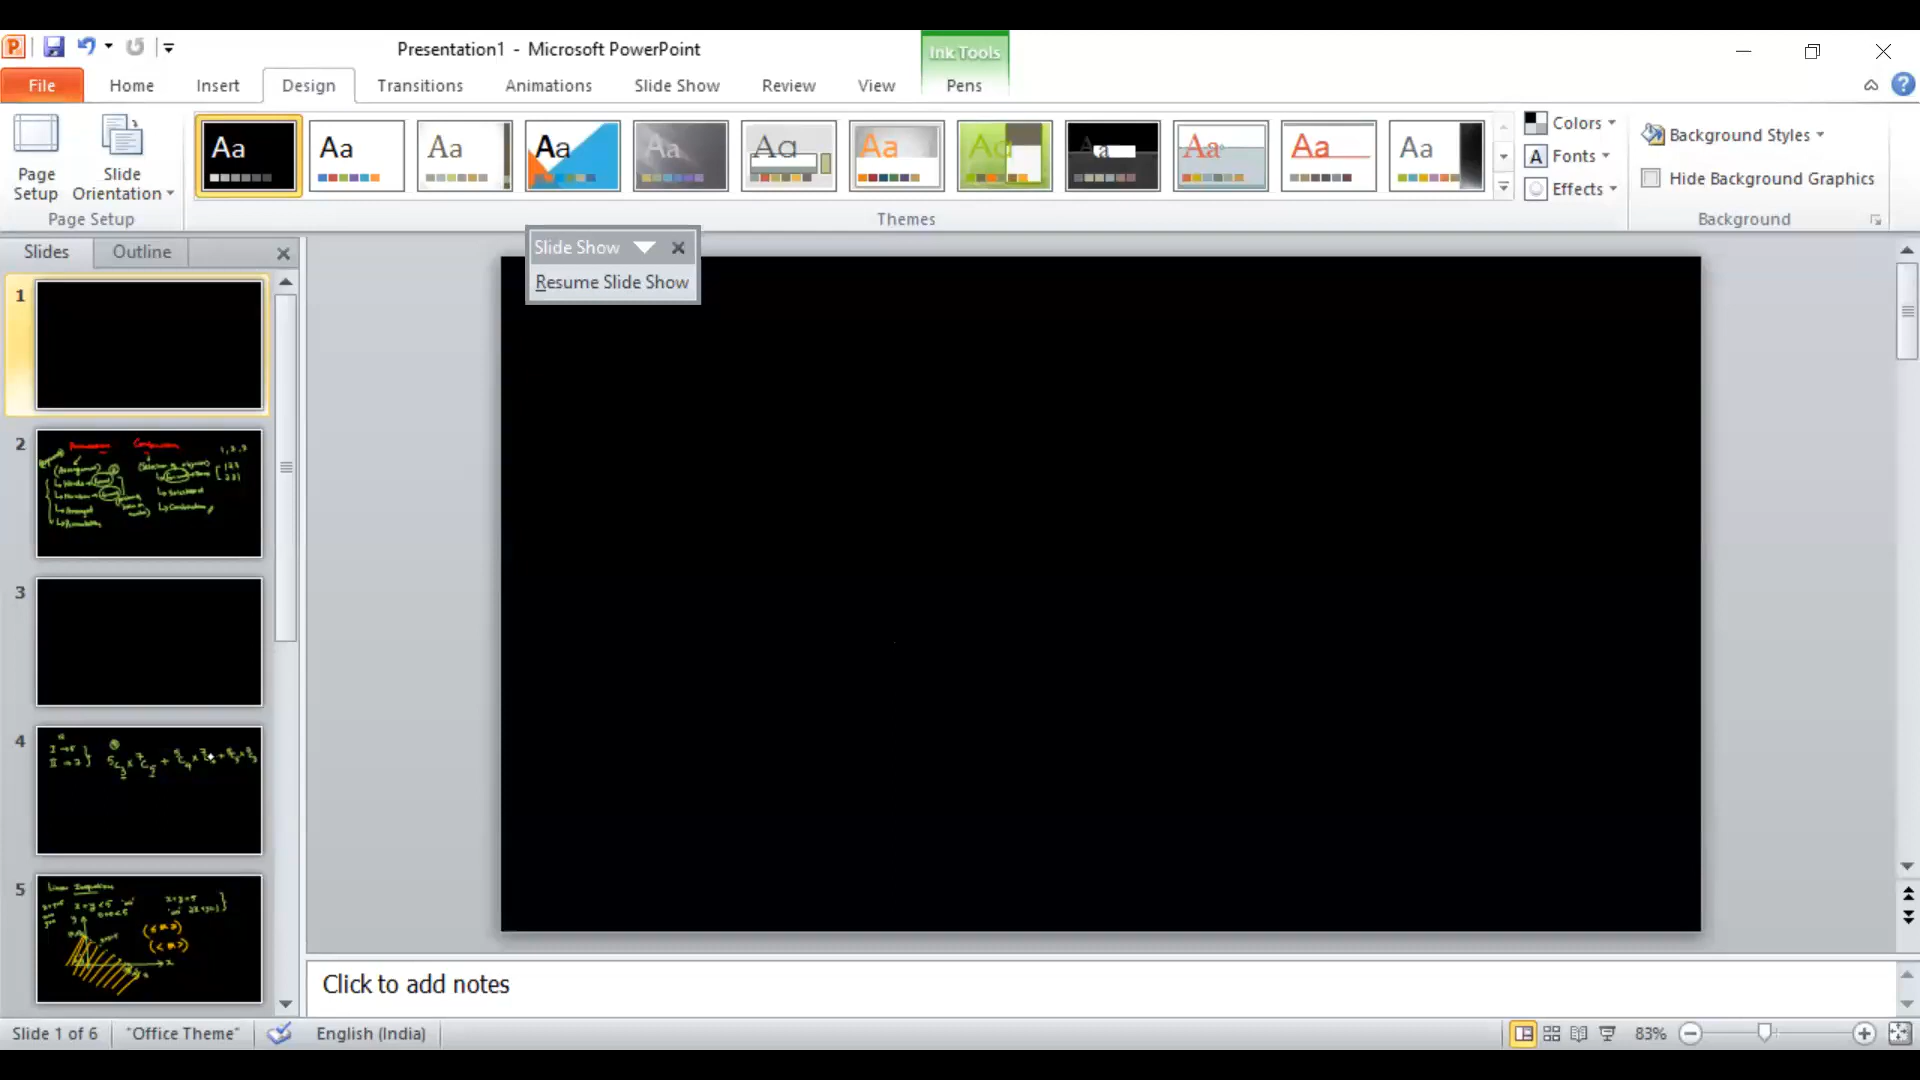 Presentation1 - Microsoft PowerPoint
Ink Tools
File
Home
Insert
Design
Transitions
Animations
Slide Show
Review
View
Pens
Page Setup
Slide Orientation
Page Setup
Aa
Aa
Aa
Aa
Aa
Aa
Aa
Aa
Aa
Aa
Aa
Aa
Themes
Colors
Fonts
Effects
Background Styles
Hide Background Graphics
Background
Slides
Outline
Slide Show
Resume Slide Show
1
2
3
4
5
Click to add notes
Slide 1 of 6
"Office Theme"
English (India)
83%